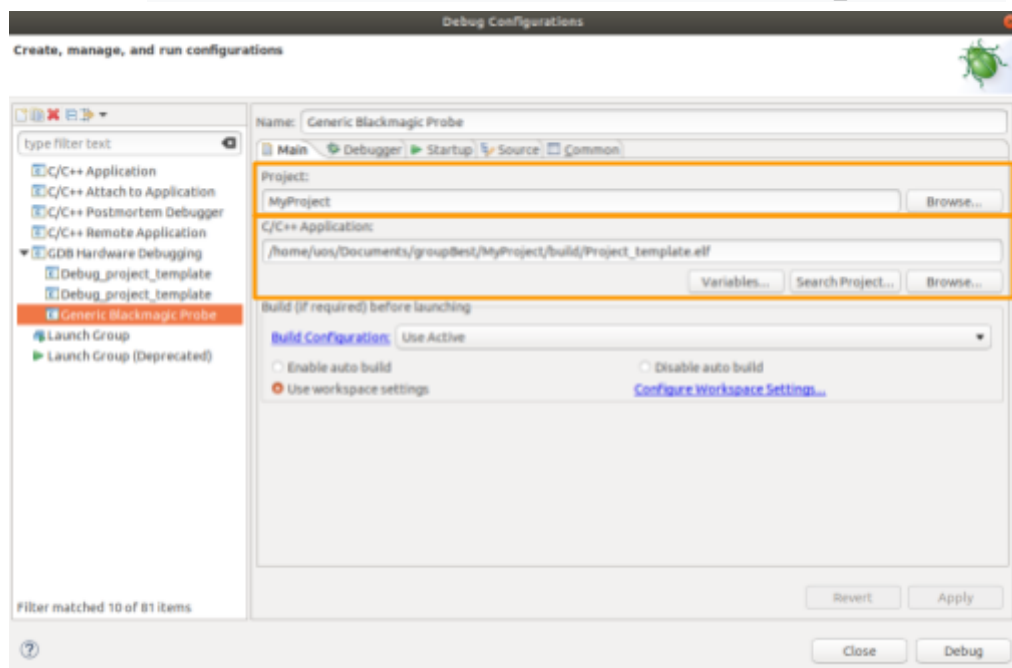 Debug Configurations
Create, manage, and run configurations
type filter text
C/C++ Application
C/C++ Attach to Application
C/C++ Postmortem Debugger
C/C++ Remote Application
GDB Hardware Debugging
Debug_project_template
Debug_project_template
Generic Blackmagic Probe
Launch Group
Launch Group (Deprecated)
Filter matched 10 of 81 items
Name: Generic Blackmagic Probe
Main Debugger Startup Source Common
Project:
MyProject Browse...
C/C++ Application:
/home/uos/Documents/groupBest/MyProject/build/Project_template.elf
Variables... Search Project... Browse...
Build (if required) before launching
Build Configuration: Use Active
Enable auto build Disable auto build
Use workspace settings Configure Workspace Settings...
Revert Apply
Close Debug